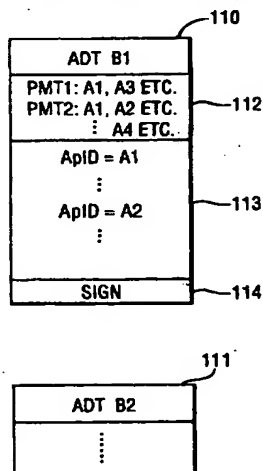 110
ADT B1
PMT1: A1, A3 ETC.
PMT2: A1, A2 ETC.
⋮ A4 ETC.
112
ApID = A1
⋮
ApID = A2
⋮
113
SIGN
114
111
ADT B2
⋮